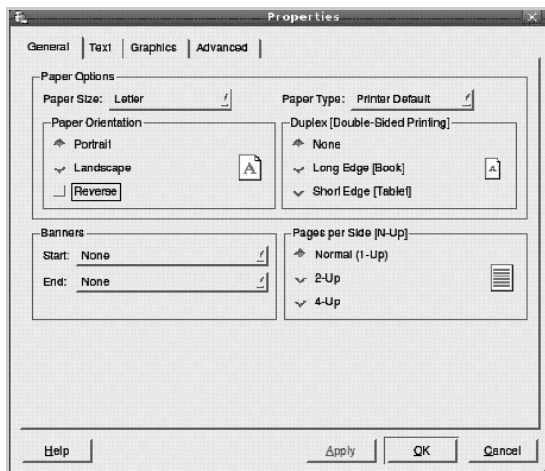 Properties
General Text Graphics Advanced
Paper Options
Paper Size: Letter Paper Type: Printer Default
Paper Orientation
Portrait
Landscape
Reverse
A
Duplex [Double-Sided Printing]
None
Long Edge [Book]
Short Edge [Tablet]
A
Banners
Start: None
End: None
Pages per Side [N-Up]
Normal (1-Up)
2-Up
4-Up
Help Apply OK Cancel